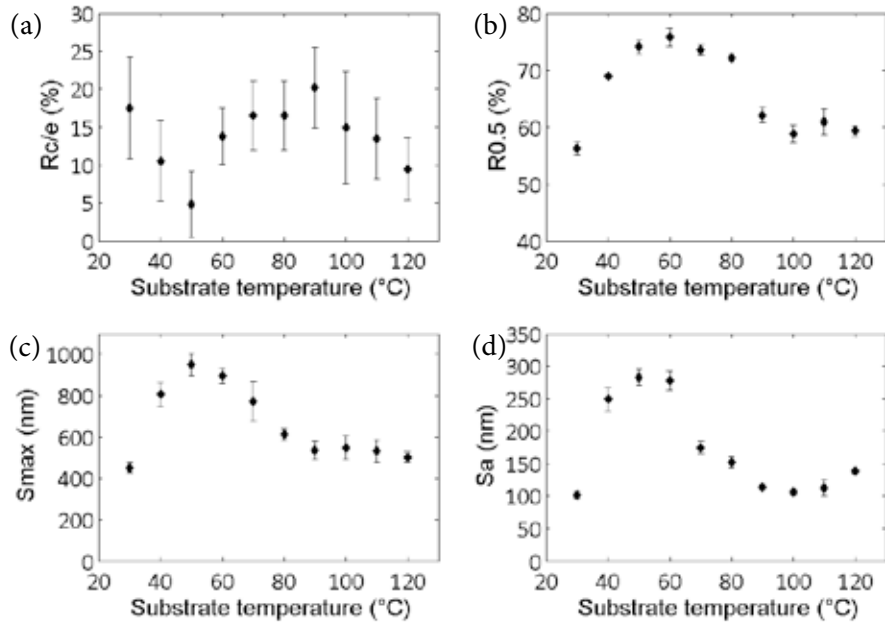 (a)
Rc/e (%)
30
25
20
15
10
5
0
20 40 60 80 100 120
Substrate temperature (°C)
(b)
R0.5 (%)
80
70
60
50
40
20 40 60 80 100 120
Substrate temperature (°C)
(c)
Smax (nm)
1000
800
600
400
200
0
20 40 60 80 100 120
Substrate temperature (°C)
(d)
Sa (nm)
350
300
250
200
150
100
50
0
20 40 60 80 100 120
Substrate temperature (°C)